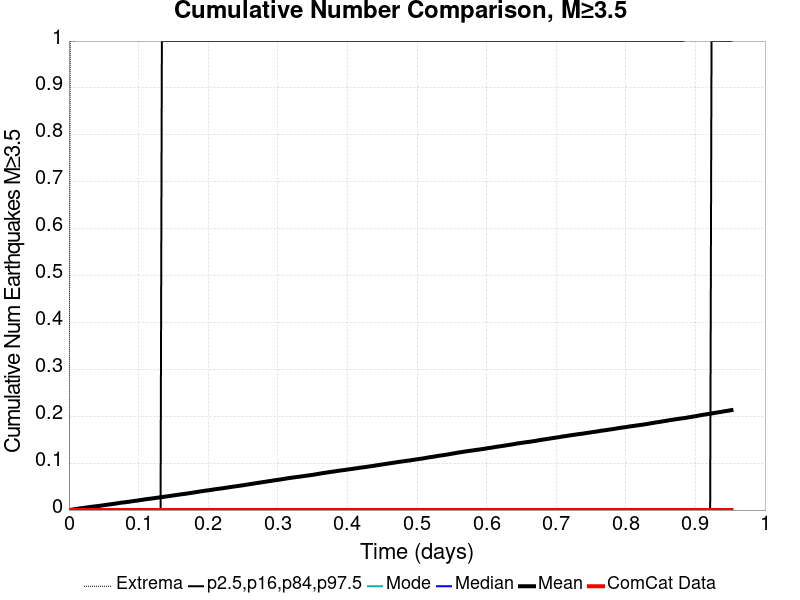 Cumulative Number Comparison, M≥3.5
Cumulative Num Earthquakes M≥3.5
1
0.9
0.8
0.7
0.6
0.5
0.4
0.3
0.2
0.1
0
0 0.1 0.2 0.3 0.4 0.5 0.6 0.7 0.8 0.9 1
Time (days)
Extrema p2.5,p16,p84,p97.5 Mode Median Mean ComCat Data